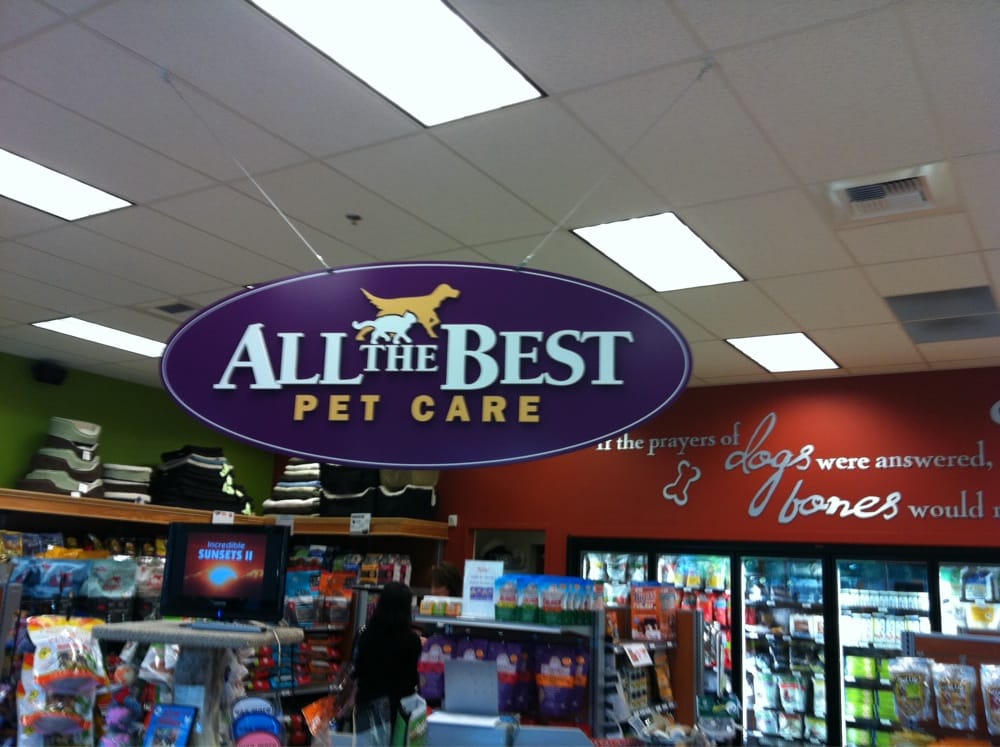 ALL THE BEST
PET CARE
If the prayers of dogs were answered,
bones would
Incredible
SUNSETS II